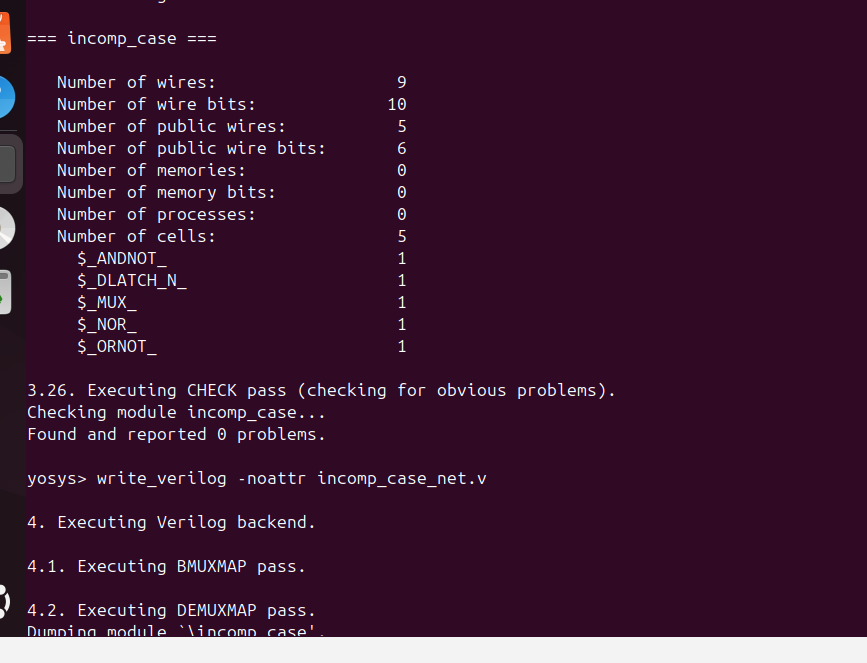 === incomp_case ===
Number of wires: 9
Number of wire bits: 10
Number of public wires: 5
Number of public wire bits: 6
Number of memories: 0
Number of memory bits: 0
Number of processes: 0
Number of cells: 5
$_ANDNOT_ 1
$_DLATCH_N_ 1
$_MUX_ 1
$_NOR_ 1
$_ORNOT_ 1
3.26. Executing CHECK pass (checking for obvious problems).
Checking module incomp_case...
Found and reported 0 problems.
yosys> write_verilog -noattr incomp_case_net.v
4. Executing Verilog backend.
4.1. Executing BMUXMAP pass.
4.2. Executing DEMUXMAP pass.
Dumping module `\incomp_case'.